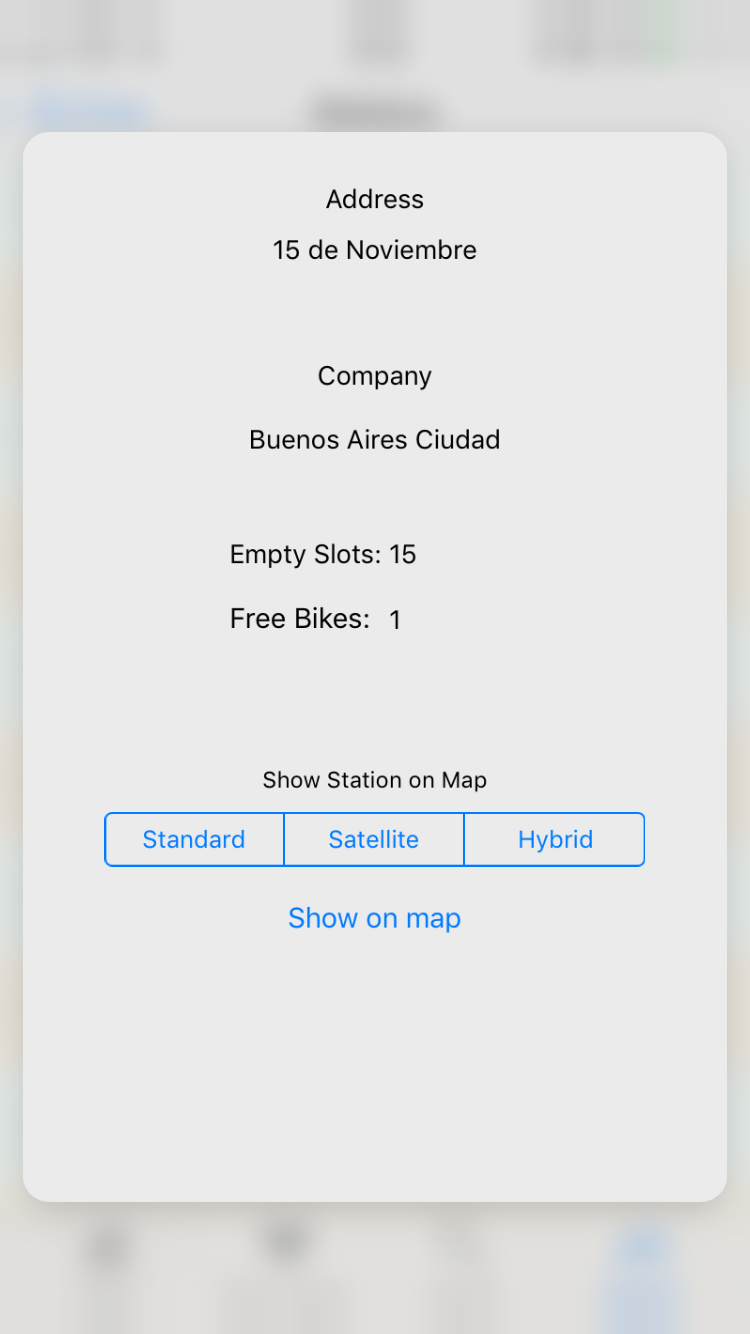 Address
15 de Noviembre
Company
Buenos Aires Ciudad
Empty Slots: 15
Free Bikes: 1
Show Station on Map
Standard Satellite Hybrid
Show on map